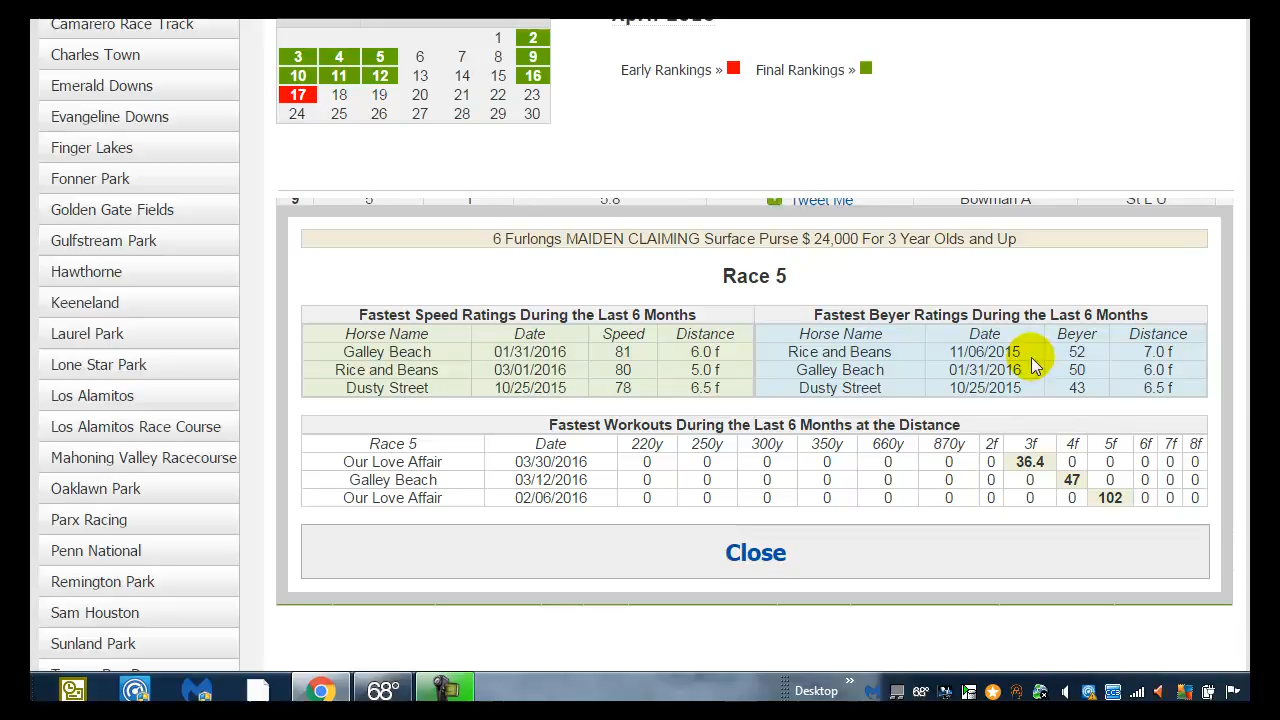 April 2016
Camarero Race Track
Charles Town
Emerald Downs
Evangeline Downs
Finger Lakes
Fonner Park
Golden Gate Fields
Gulfstream Park
Hawthorne
Keeneland
Laurel Park
Lone Star Park
Los Alamitos
Los Alamitos Race Course
Mahoning Valley Racecourse
Oaklawn Park
Parx Racing
Penn National
Remington Park
Sam Houston
Sunland Park
1 2
3 4 5 6 7 8 9
10 11 12 13 14 15 16
17 18 19 20 21 22 23
24 25 26 27 28 29 30
Early Rankings » Final Rankings »
9 5 1 5.8 Tweet Me Bowman A St L U
6 Furlongs MAIDEN CLAIMING Surface Purse $ 24,000 For 3 Year Olds and Up
Race 5
Fastest Speed Ratings During the Last 6 Months
Horse Name Date Speed Distance
Galley Beach 01/31/2016 81 6.0 f
Rice and Beans 03/01/2016 80 5.0 f
Dusty Street 10/25/2015 78 6.5 f
Fastest Beyer Ratings During the Last 6 Months
Horse Name Date Beyer Distance
Rice and Beans 11/06/2015 52 7.0 f
Galley Beach 01/31/2016 50 6.0 f
Dusty Street 10/25/2015 43 6.5 f
Fastest Workouts During the Last 6 Months at the Distance
Race 5 Date 220y 250y 300y 350y 660y 870y 2f 3f 4f 5f 6f 7f 8f
Our Love Affair 03/30/2016 0 0 0 0 0 0 0 36.4 0 0 0 0 0
Galley Beach 03/12/2016 0 0 0 0 0 0 0 0 47 0 0 0 0
Our Love Affair 02/06/2016 0 0 0 0 0 0 0 0 0 102 0 0 0
Close
68° Desktop » 68°